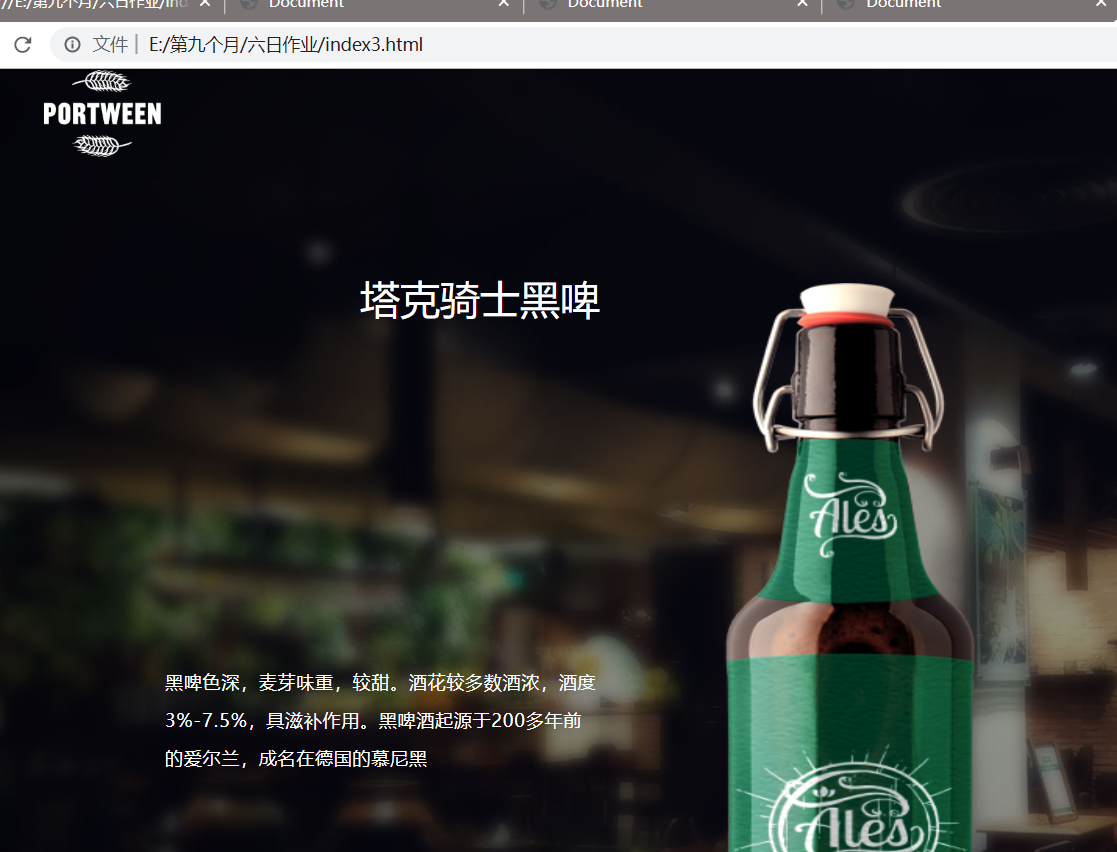 //E:/第九个月/六日作业/ind
Document
Document
Document
文件 | E:/第九个月/六日作业/index3.html
PORTWEEN
塔克骑士黑啤
Ales
黑啤色深，麦芽味重，较甜。酒花较多数酒浓，酒度
3%-7.5%，具滋补作用。黑啤酒起源于200多年前
的爱尔兰，成名在德国的慕尼黑
Ales